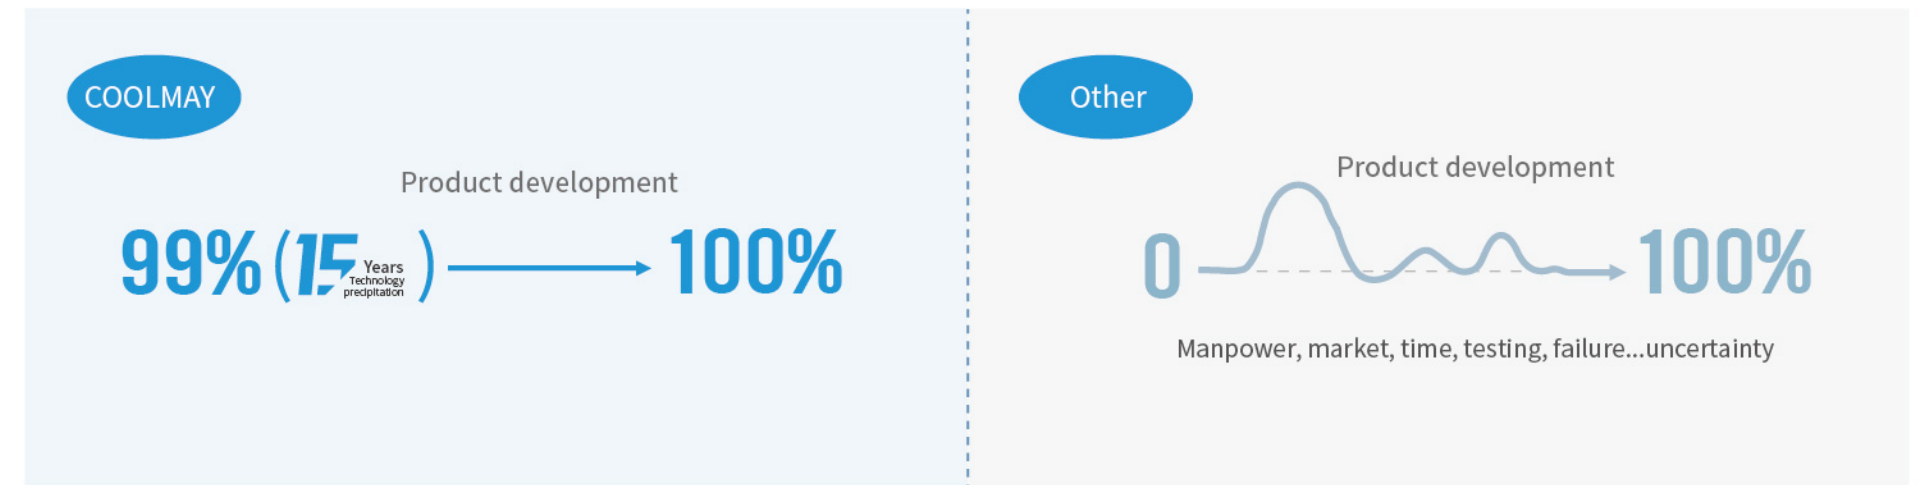 COOLMAY
Product development
99% (15 Years
Technology
precipitation
) 100%
Other
Product development
0 100%
Manpower, market, time, testing, failure...uncertainty